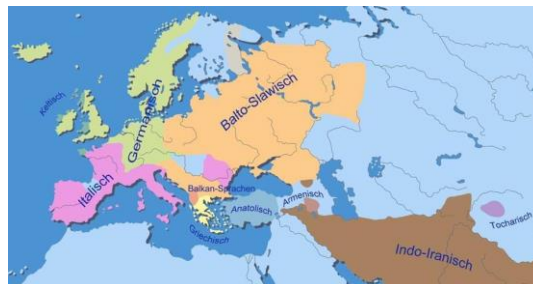 Keltisch
Germanisch
Balto-Slawisch
Italisch
Balkan-Sprachen
Armenisch
Anatolisch
Griechisch
Tocharisch
Indo-Iranisch